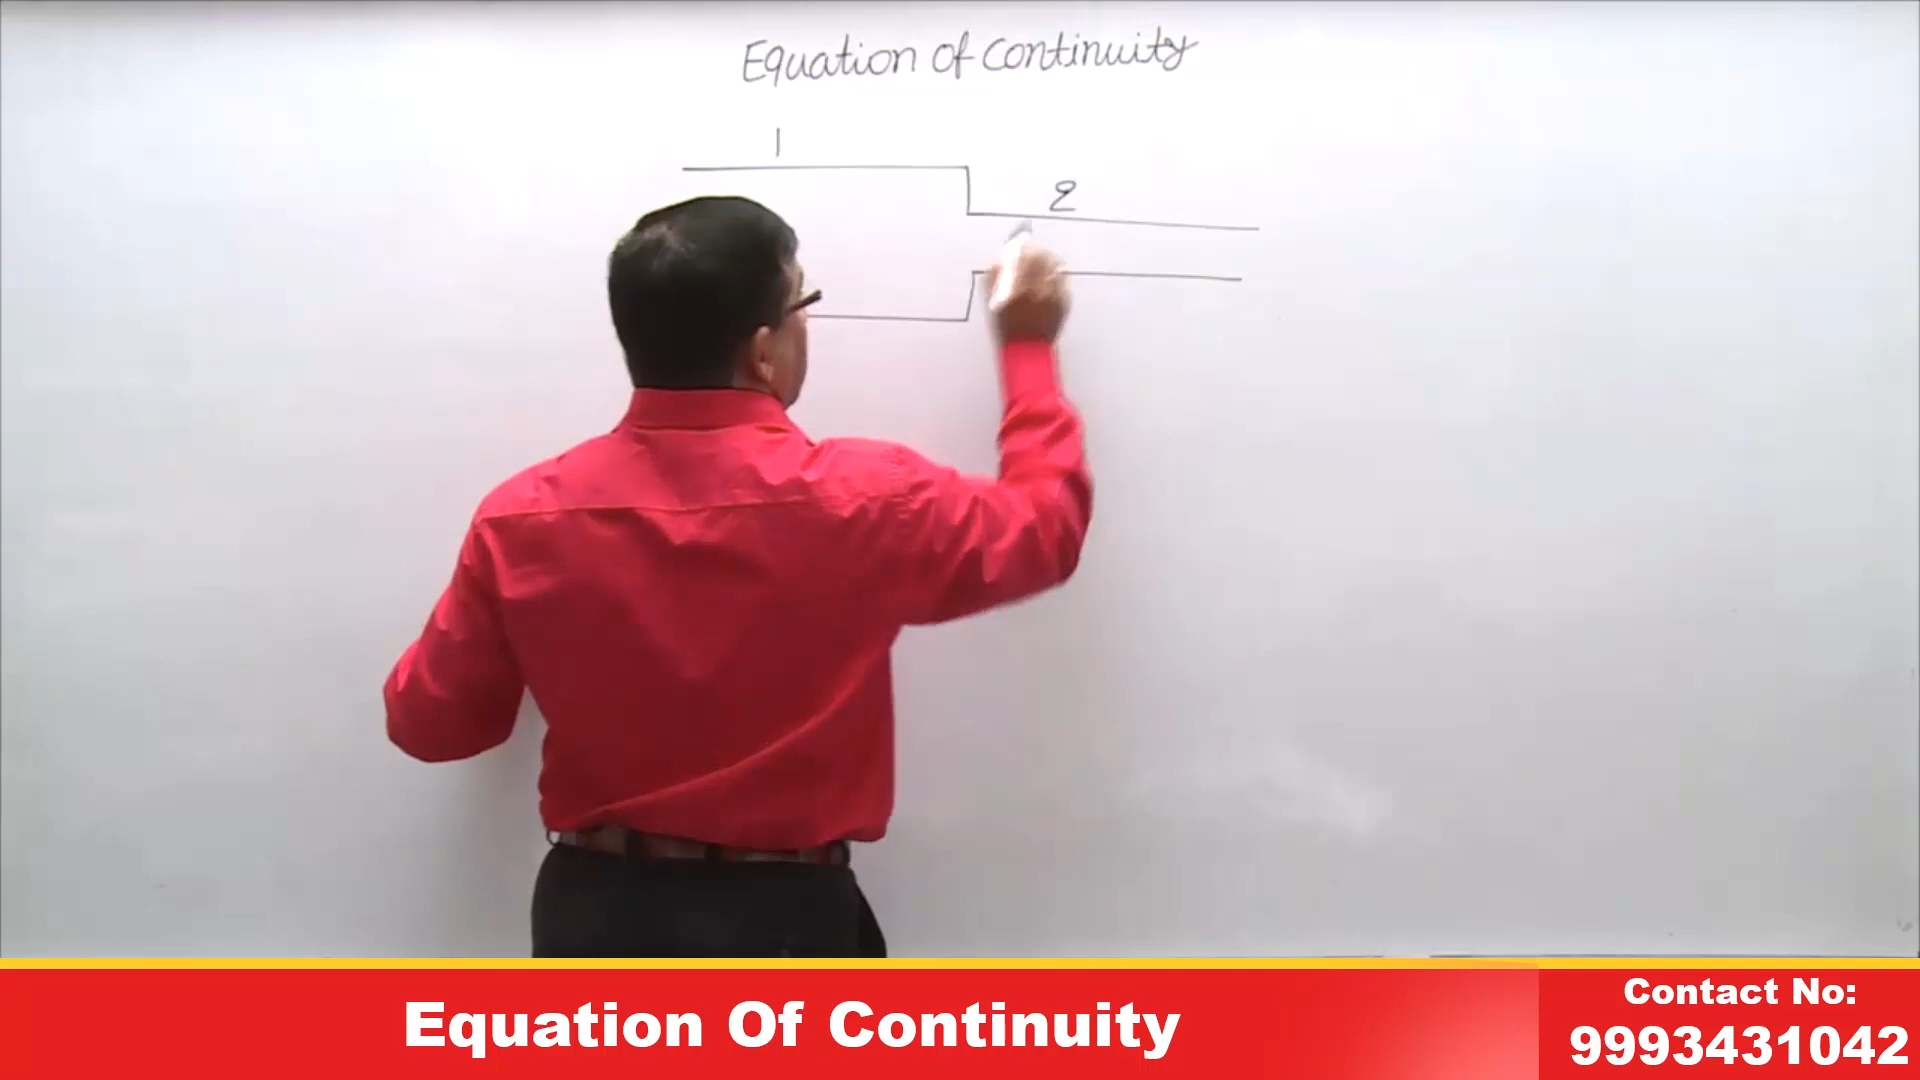 Equation of Continuity
1
2
Equation Of Continuity
Contact No:
9993431042